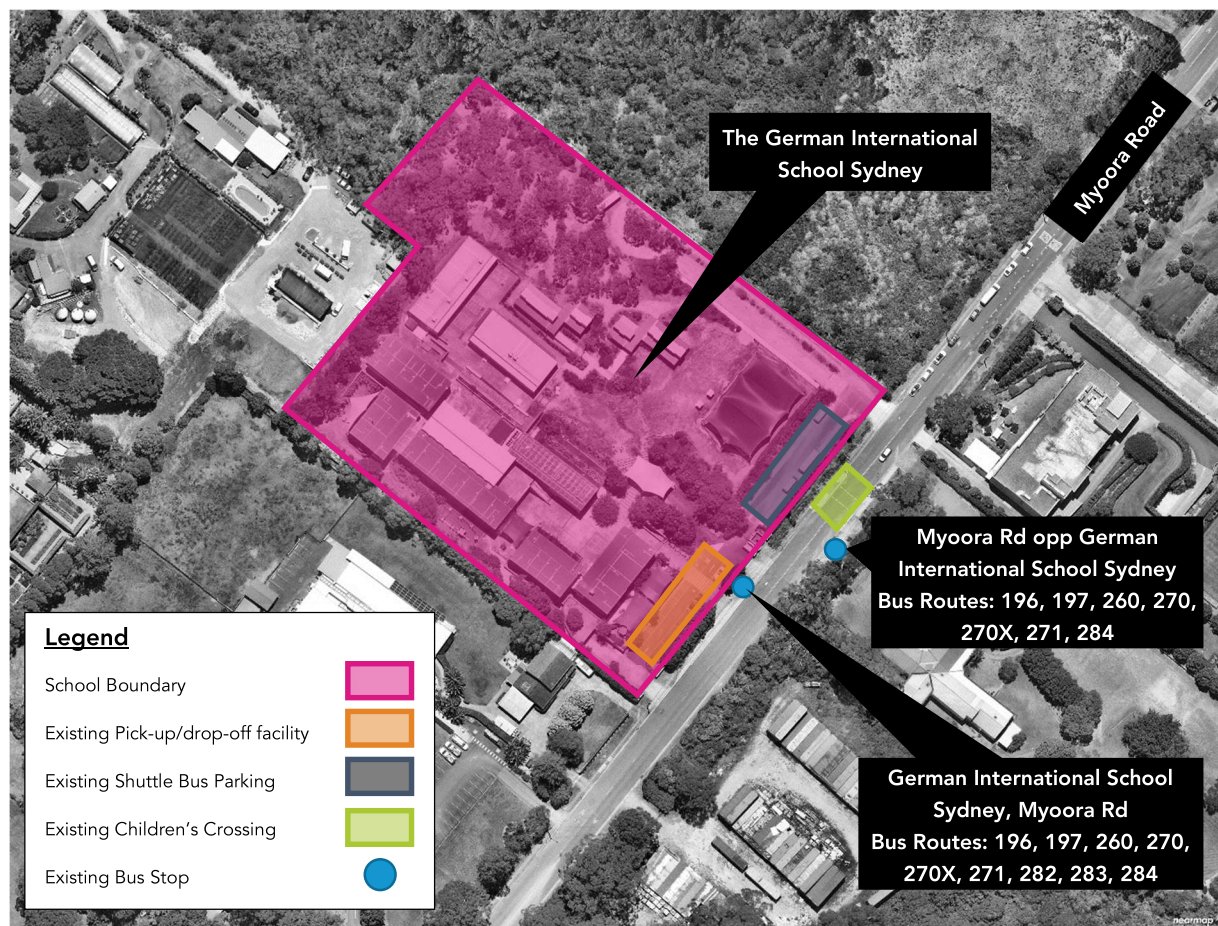 The German International
School Sydney
Myoora Road
Myoora Rd opp German
International School Sydney
Bus Routes: 196, 197, 260, 270,
270X, 271, 284
German International School
Sydney, Myoora Rd
Bus Routes: 196, 197, 260, 270,
270X, 271, 282, 283, 284
Legend
School Boundary
Existing Pick-up/drop-off facility
Existing Shuttle Bus Parking
Existing Children's Crossing
Existing Bus Stop
nearmap